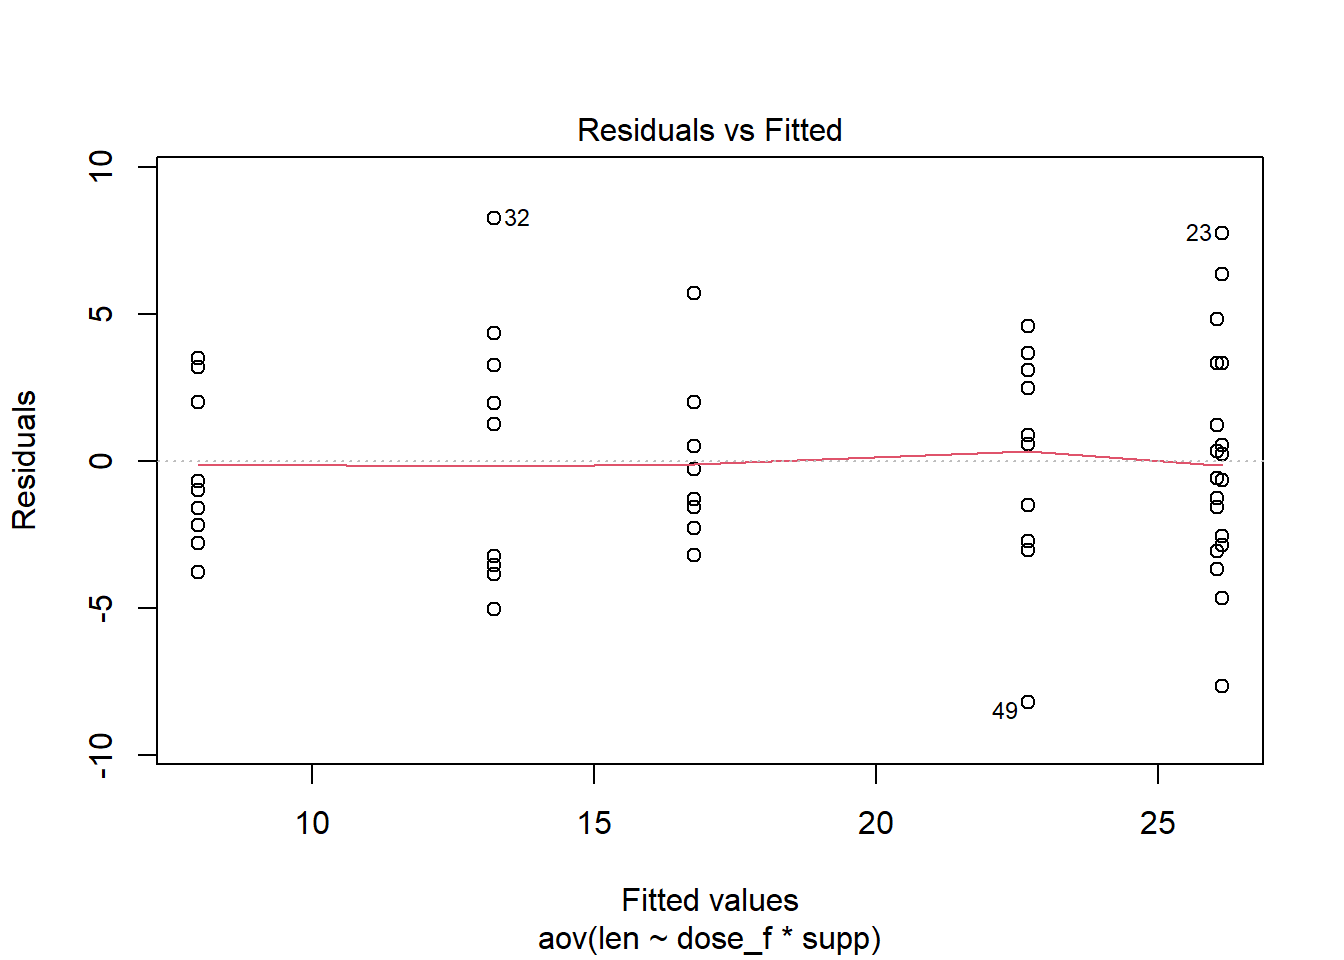 Residuals vs Fitted
10
5
0
-5
-10
Residuals
32
23
49
10 15 20 25
Fitted values
aov(len ~ dose_f * supp)